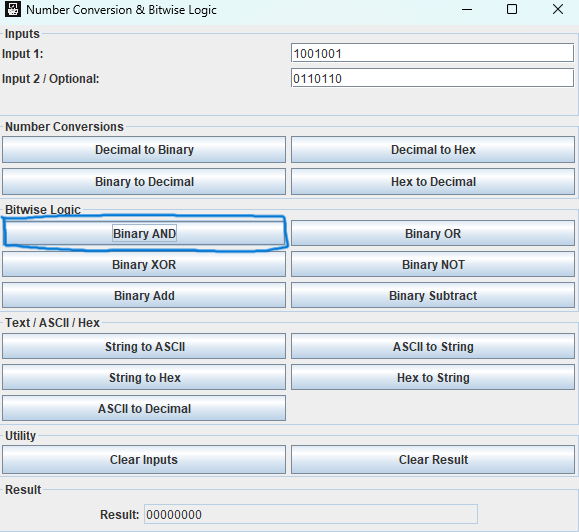 Number Conversion & Bitwise Logic
Inputs
Input 1: 1001001
Input 2 / Optional: 0110110
Number Conversions
Decimal to Binary Decimal to Hex
Binary to Decimal Hex to Decimal
Bitwise Logic
Binary AND Binary OR
Binary XOR Binary NOT
Binary Add Binary Subtract
Text / ASCII / Hex
String to ASCII ASCII to String
String to Hex Hex to String
ASCII to Decimal
Utility
Clear Inputs Clear Result
Result
Result: 00000000